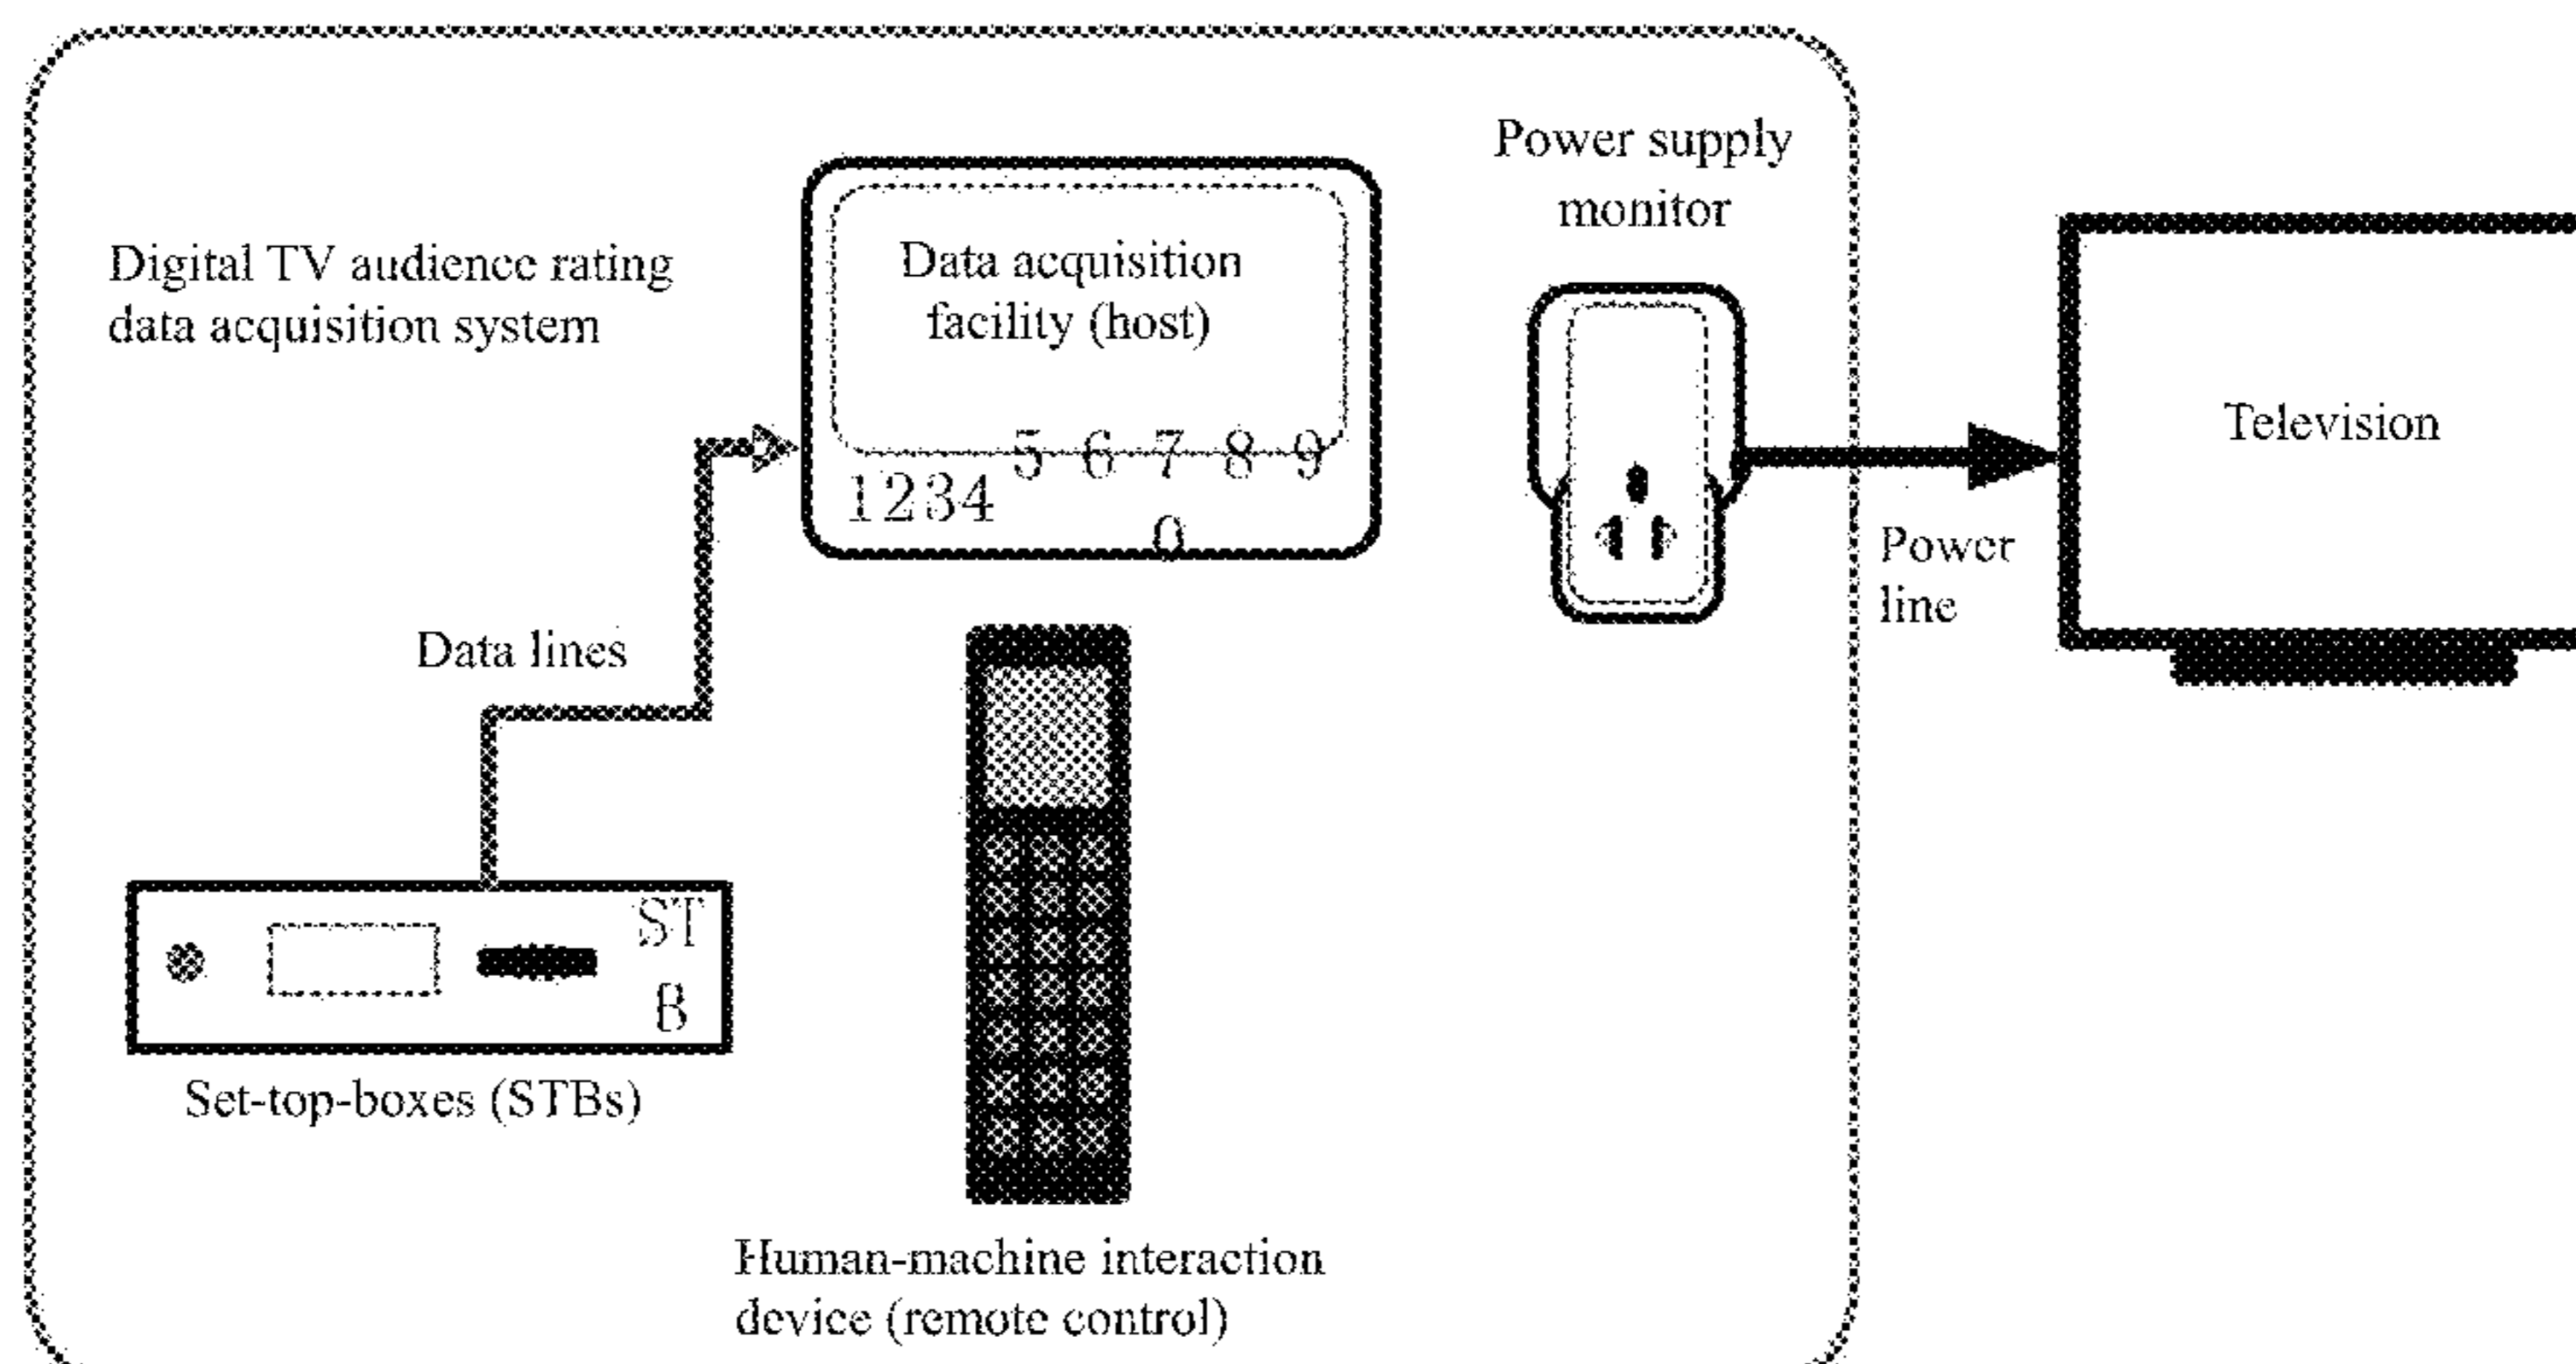 Digital TV audience rating
data acquisition system
Data acquisition
facility (host)
5 6 7 8 9
1234
0
Power supply
monitor
Television
Power
line
Data lines
ST
B
Set-top-boxes (STBs)
Human-machine interaction
device (remote control)